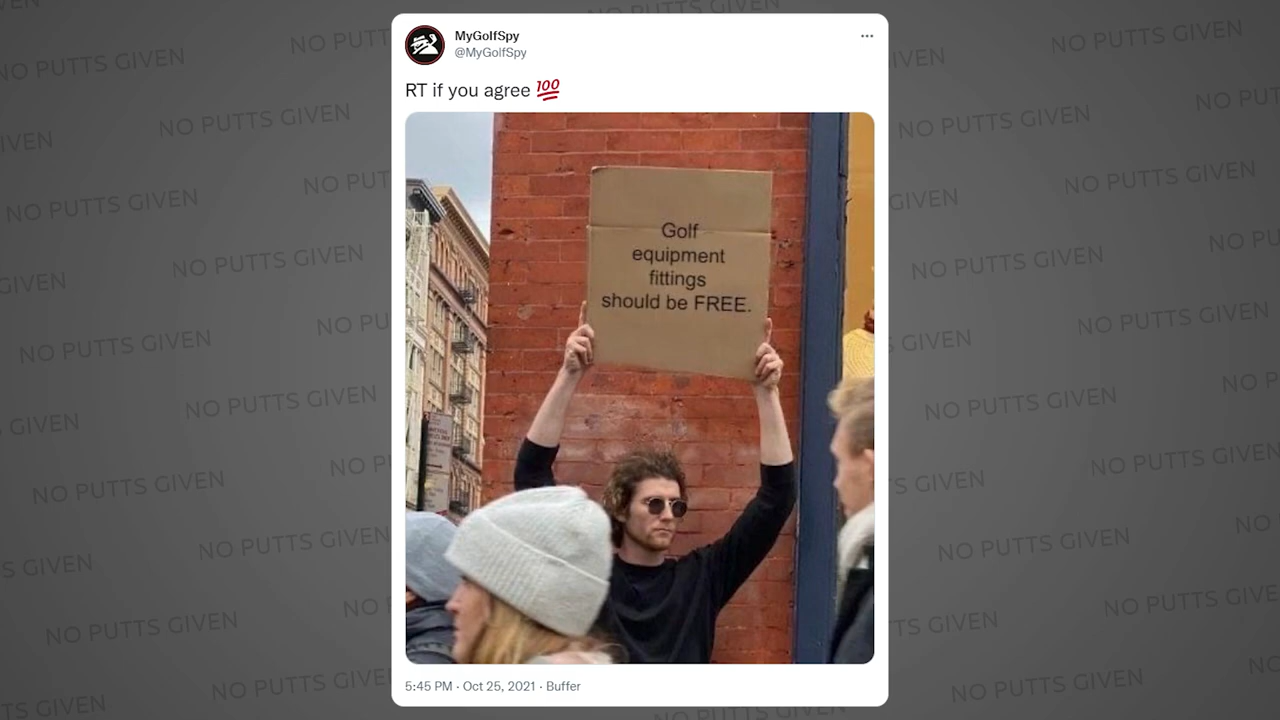 MyGolfSpy
@MyGolfSpy
RT if you agree 💯
Golf
equipment
fittings
should be FREE.
5:45 PM · Oct 25, 2021 · Buffer
NO PUTTS GIVEN